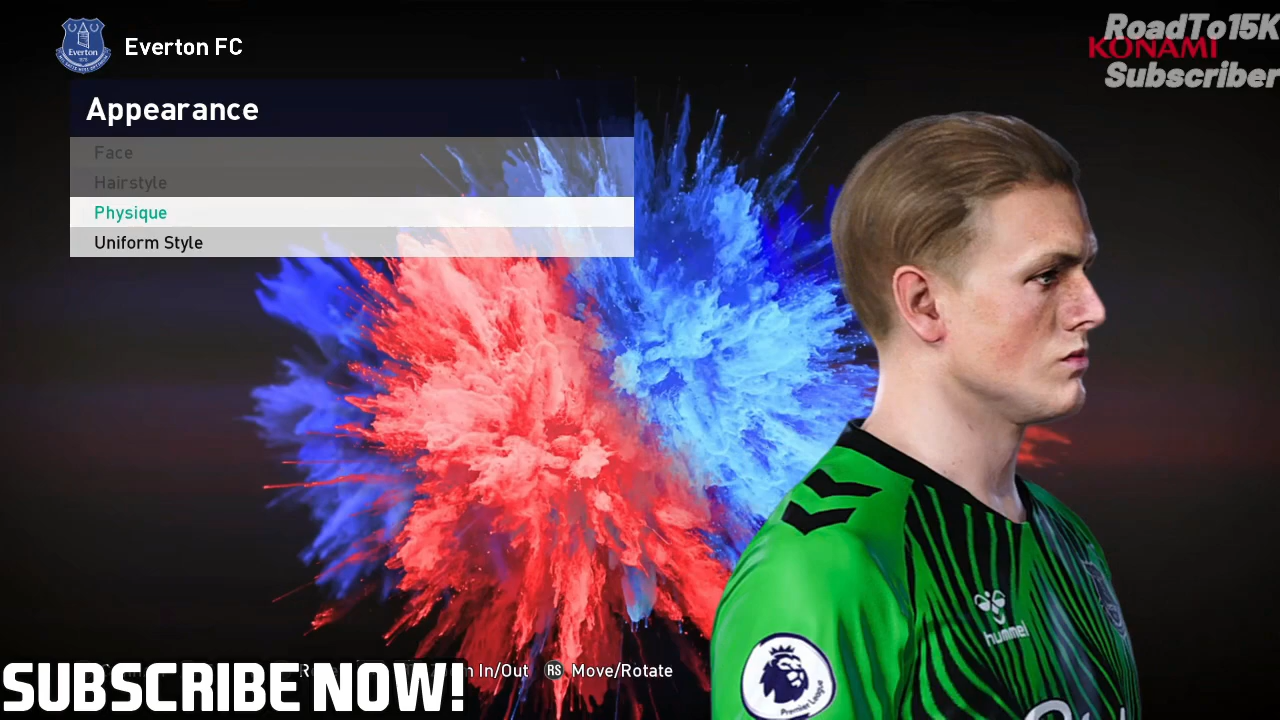 RoadTo15K
KONAMI
Subscriber
Everton
Everton FC
Appearance
Face
Hairstyle
Physique
Uniform Style
hummel
Premier League
In/Out RS Move/Rotate
SUBSCRIBE NOW!